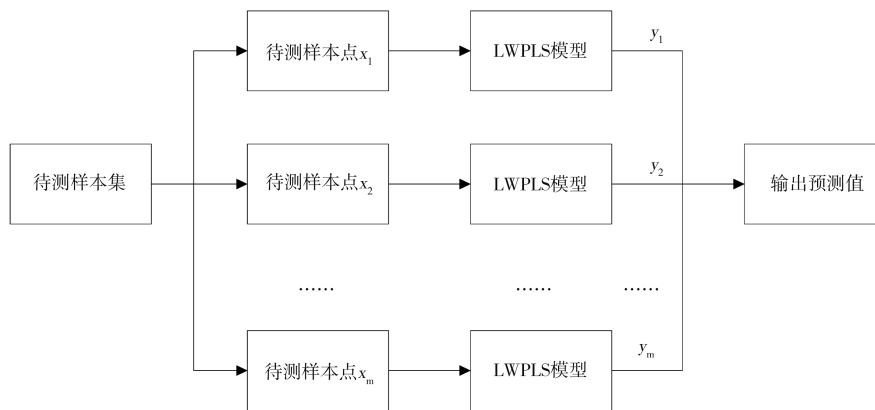 待测样本点x₁
LWPLS模型
y₁
待测样本集
待测样本点x₂
LWPLS模型
y₂
输出预测值
……
……
……
待测样本点xₘ
LWPLS模型
yₘ